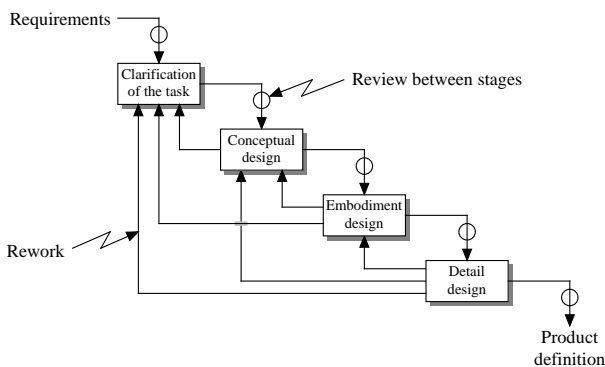 Requirements
Clarification
of the task
Review between stages
Conceptual
design
Embodiment
design
Rework
Detail
design
Product
definition